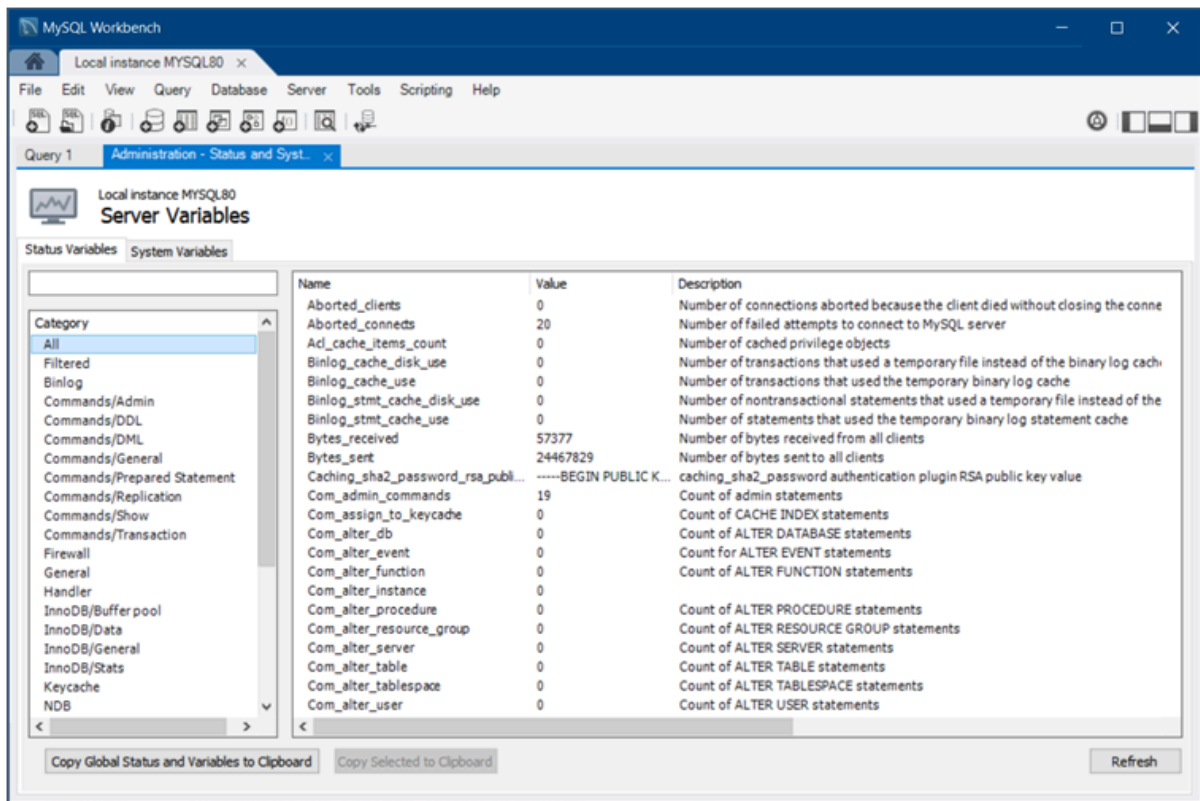 MySQL Workbench
Local instance MYSQL80
File Edit View Query Database Server Tools Scripting Help
Query 1 Administration - Status and Syst...
Local instance MYSQL80
Server Variables
Status Variables System Variables
Category
All
Filtered
Binlog
Commands/Admin
Commands/DDL
Commands/DML
Commands/General
Commands/Prepared Statement
Commands/Replication
Commands/Show
Commands/Transaction
Firewall
General
Handler
InnoDB/Buffer pool
InnoDB/Data
InnoDB/General
InnoDB/Stats
Keycache
NDB
Name Value Description
Aborted_clients 0 Number of connections aborted because the client died without closing the conne
Aborted_connects 20 Number of failed attempts to connect to MySQL server
Acl_cache_items_count 0 Number of cached privilege objects
Binlog_cache_disk_use 0 Number of transactions that used a temporary file instead of the binary log cach
Binlog_cache_use 0 Number of transactions that used the temporary binary log cache
Binlog_stmt_cache_disk_use 0 Number of nontransactional statements that used a temporary file instead of the
Binlog_stmt_cache_use 0 Number of statements that used the temporary binary log statement cache
Bytes_received 57377 Number of bytes received from all clients
Bytes_sent 24467829 Number of bytes sent to all clients
Caching_sha2_password_rsa_publi... -----BEGIN PUBLIC K... caching_sha2_password authentication plugin RSA public key value
Com_admin_commands 19 Count of admin statements
Com_assign_to_keycache 0 Count of CACHE INDEX statements
Com_alter_db 0 Count of ALTER DATABASE statements
Com_alter_event 0 Count for ALTER EVENT statements
Com_alter_function 0 Count of ALTER FUNCTION statements
Com_alter_instance 0
Com_alter_procedure 0 Count of ALTER PROCEDURE statements
Com_alter_resource_group 0 Count of ALTER RESOURCE GROUP statements
Com_alter_server 0 Count of ALTER SERVER statements
Com_alter_table 0 Count of ALTER TABLE statements
Com_alter_tablespace 0 Count of ALTER TABLESPACE statements
Com_alter_user 0 Count of ALTER USER statements
Copy Global Status and Variables to Clipboard Copy Selected to Clipboard Refresh